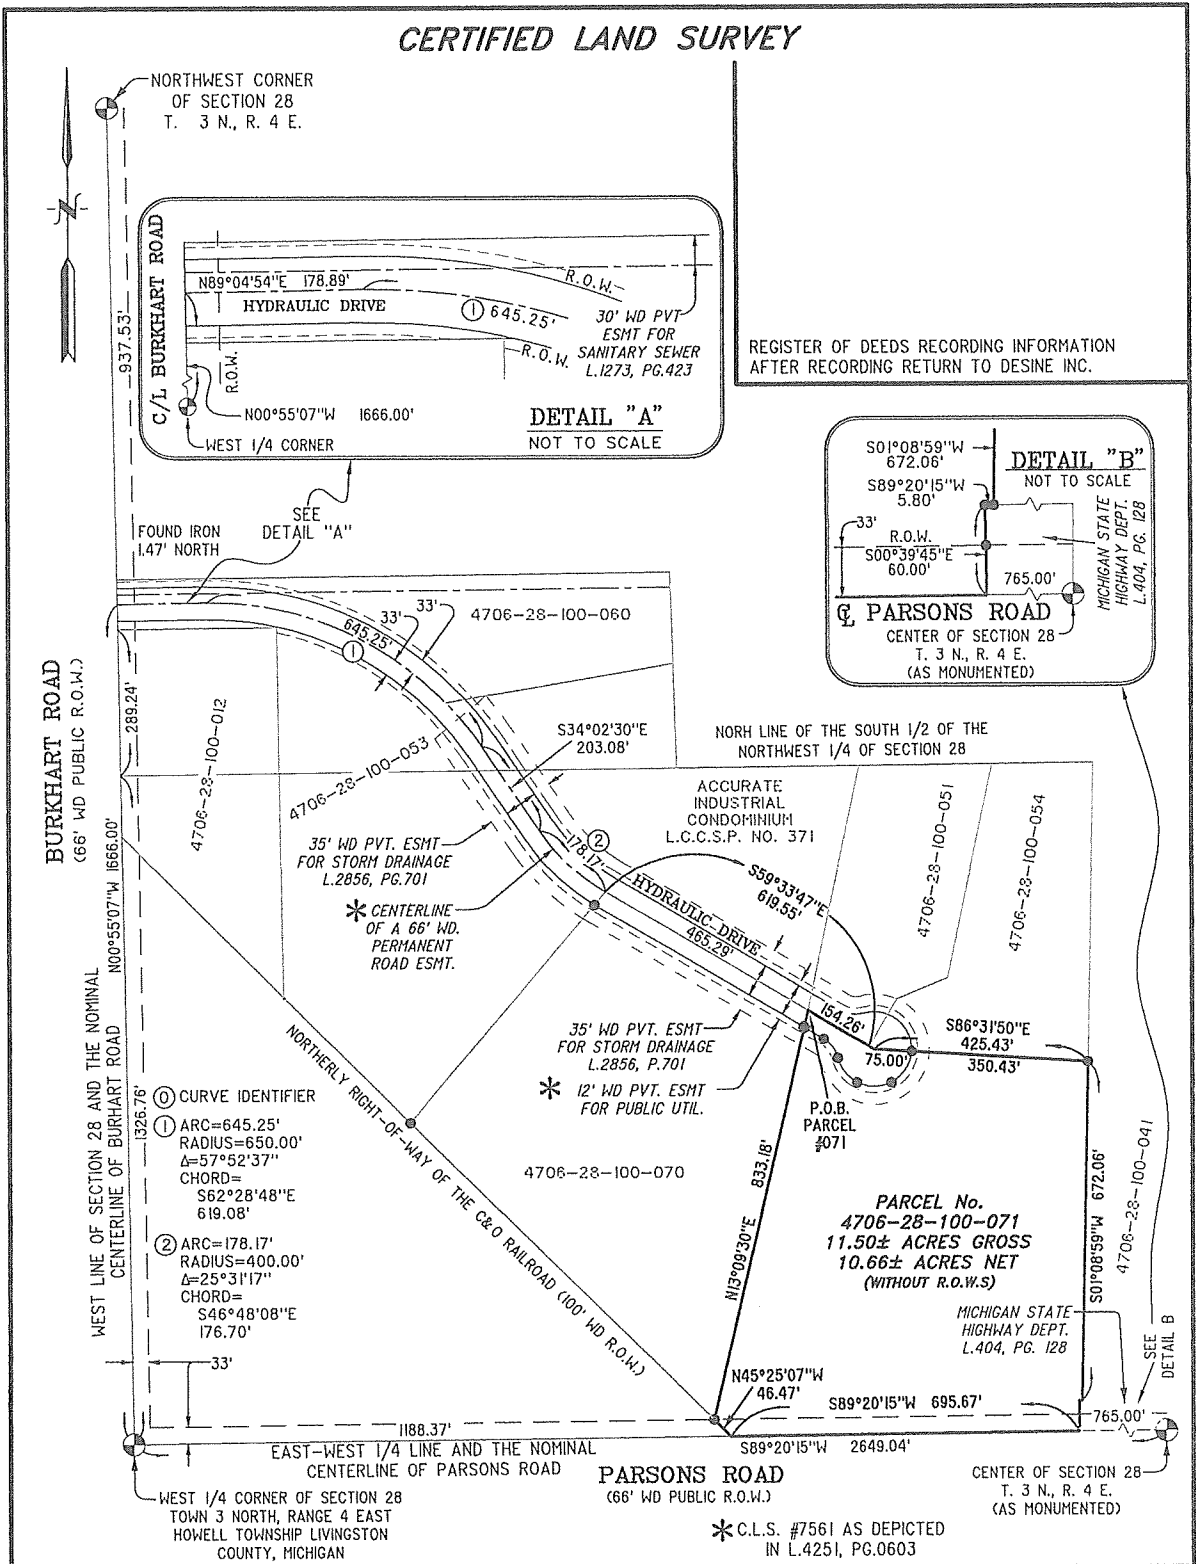 CERTIFIED LAND SURVEY
NORTHWEST CORNER
OF SECTION 28
T. 3 N., R. 4 E.
N
937.53'
C/L BURKHART ROAD
R.O.W.
N89°04'54"E 178.89'
HYDRAULIC DRIVE
① 645.25'
R.O.W.
R.O.W.
30' WD PVT
ESMT FOR
SANITARY SEWER
L.1273, PG.423
N00°55'07"W 1666.00'
WEST 1/4 CORNER
DETAIL "A"
NOT TO SCALE
REGISTER OF DEEDS RECORDING INFORMATION
AFTER RECORDING RETURN TO DESINE INC.
S01°08'59"W
672.06'
DETAIL "B"
NOT TO SCALE
S89°20'15"W
5.80'
33'
R.O.W.
S00°39'45"E
60.00'
765.00'
MICHIGAN STATE
HIGHWAY DEPT.
L.404, PG. 128
℄ PARSONS ROAD
CENTER OF SECTION 28
T. 3 N., R. 4 E.
(AS MONUMENTED)
FOUND IRON
1.47' NORTH
SEE
DETAIL "A"
33'
33'
645.25'
①
4706-28-100-060
BURKHART ROAD
(66' WD PUBLIC R.O.W.)
289.24'
4706-28-100-012
4706-28-100-053
S34°02'30"E
203.08'
NORH LINE OF THE SOUTH 1/2 OF THE
NORTHWEST 1/4 OF SECTION 28
ACCURATE
INDUSTRIAL
CONDOMINIUM
L.C.C.S.P. NO. 371
4706-28-100-051
4706-28-100-054
35' WD PVT. ESMT
FOR STORM DRAINAGE
L.2856, PG.701
178.17'
②
* CENTERLINE
OF A 66' WD.
PERMANENT
ROAD ESMT.
HYDRAULIC DRIVE
465.29'
S59°33'47"E
619.55'
WEST LINE OF SECTION 28 AND THE NOMINAL
CENTERLINE OF BURHART ROAD
N00°55'07"W 1666.00'
1326.76'
NORTHERLY RIGHT-OF-WAY OF THE C&O RAILROAD (100' WD R.O.W.)
35' WD PVT. ESMT
FOR STORM DRAINAGE
L.2856, P.701
* 12' WD PVT. ESMT
FOR PUBLIC UTIL.
154.26'
75.00'
S86°31'50"E
425.43'
350.43'
P.O.B.
PARCEL
#071
⓪ CURVE IDENTIFIER
① ARC=645.25'
RADIUS=650.00'
Δ=57°52'37"
CHORD=
S62°28'48"E
619.08'
② ARC=178.17'
RADIUS=400.00'
Δ=25°31'17"
CHORD=
S46°48'08"E
176.70'
4706-28-100-070
N13°09'30"E 833.18'
PARCEL No.
4706-28-100-071
11.50± ACRES GROSS
10.66± ACRES NET
(WITHOUT R.O.W.S)
S01°08'59"W 672.06'
4706-28-100-041
MICHIGAN STATE
HIGHWAY DEPT.
L.404, PG. 128
SEE
DETAIL B
33'
N45°25'07"W
46.47'
S89°20'15"W 695.67'
765.00'
1188.37'
EAST-WEST 1/4 LINE AND THE NOMINAL
CENTERLINE OF PARSONS ROAD
S89°20'15"W 2649.04'
PARSONS ROAD
(66' WD PUBLIC R.O.W.)
CENTER OF SECTION 28
T. 3 N., R. 4 E.
(AS MONUMENTED)
WEST 1/4 CORNER OF SECTION 28
TOWN 3 NORTH, RANGE 4 EAST
HOWELL TOWNSHIP LIVINGSTON
COUNTY, MICHIGAN
* C.L.S. #7561 AS DEPICTED
IN L.4251, PG.0603